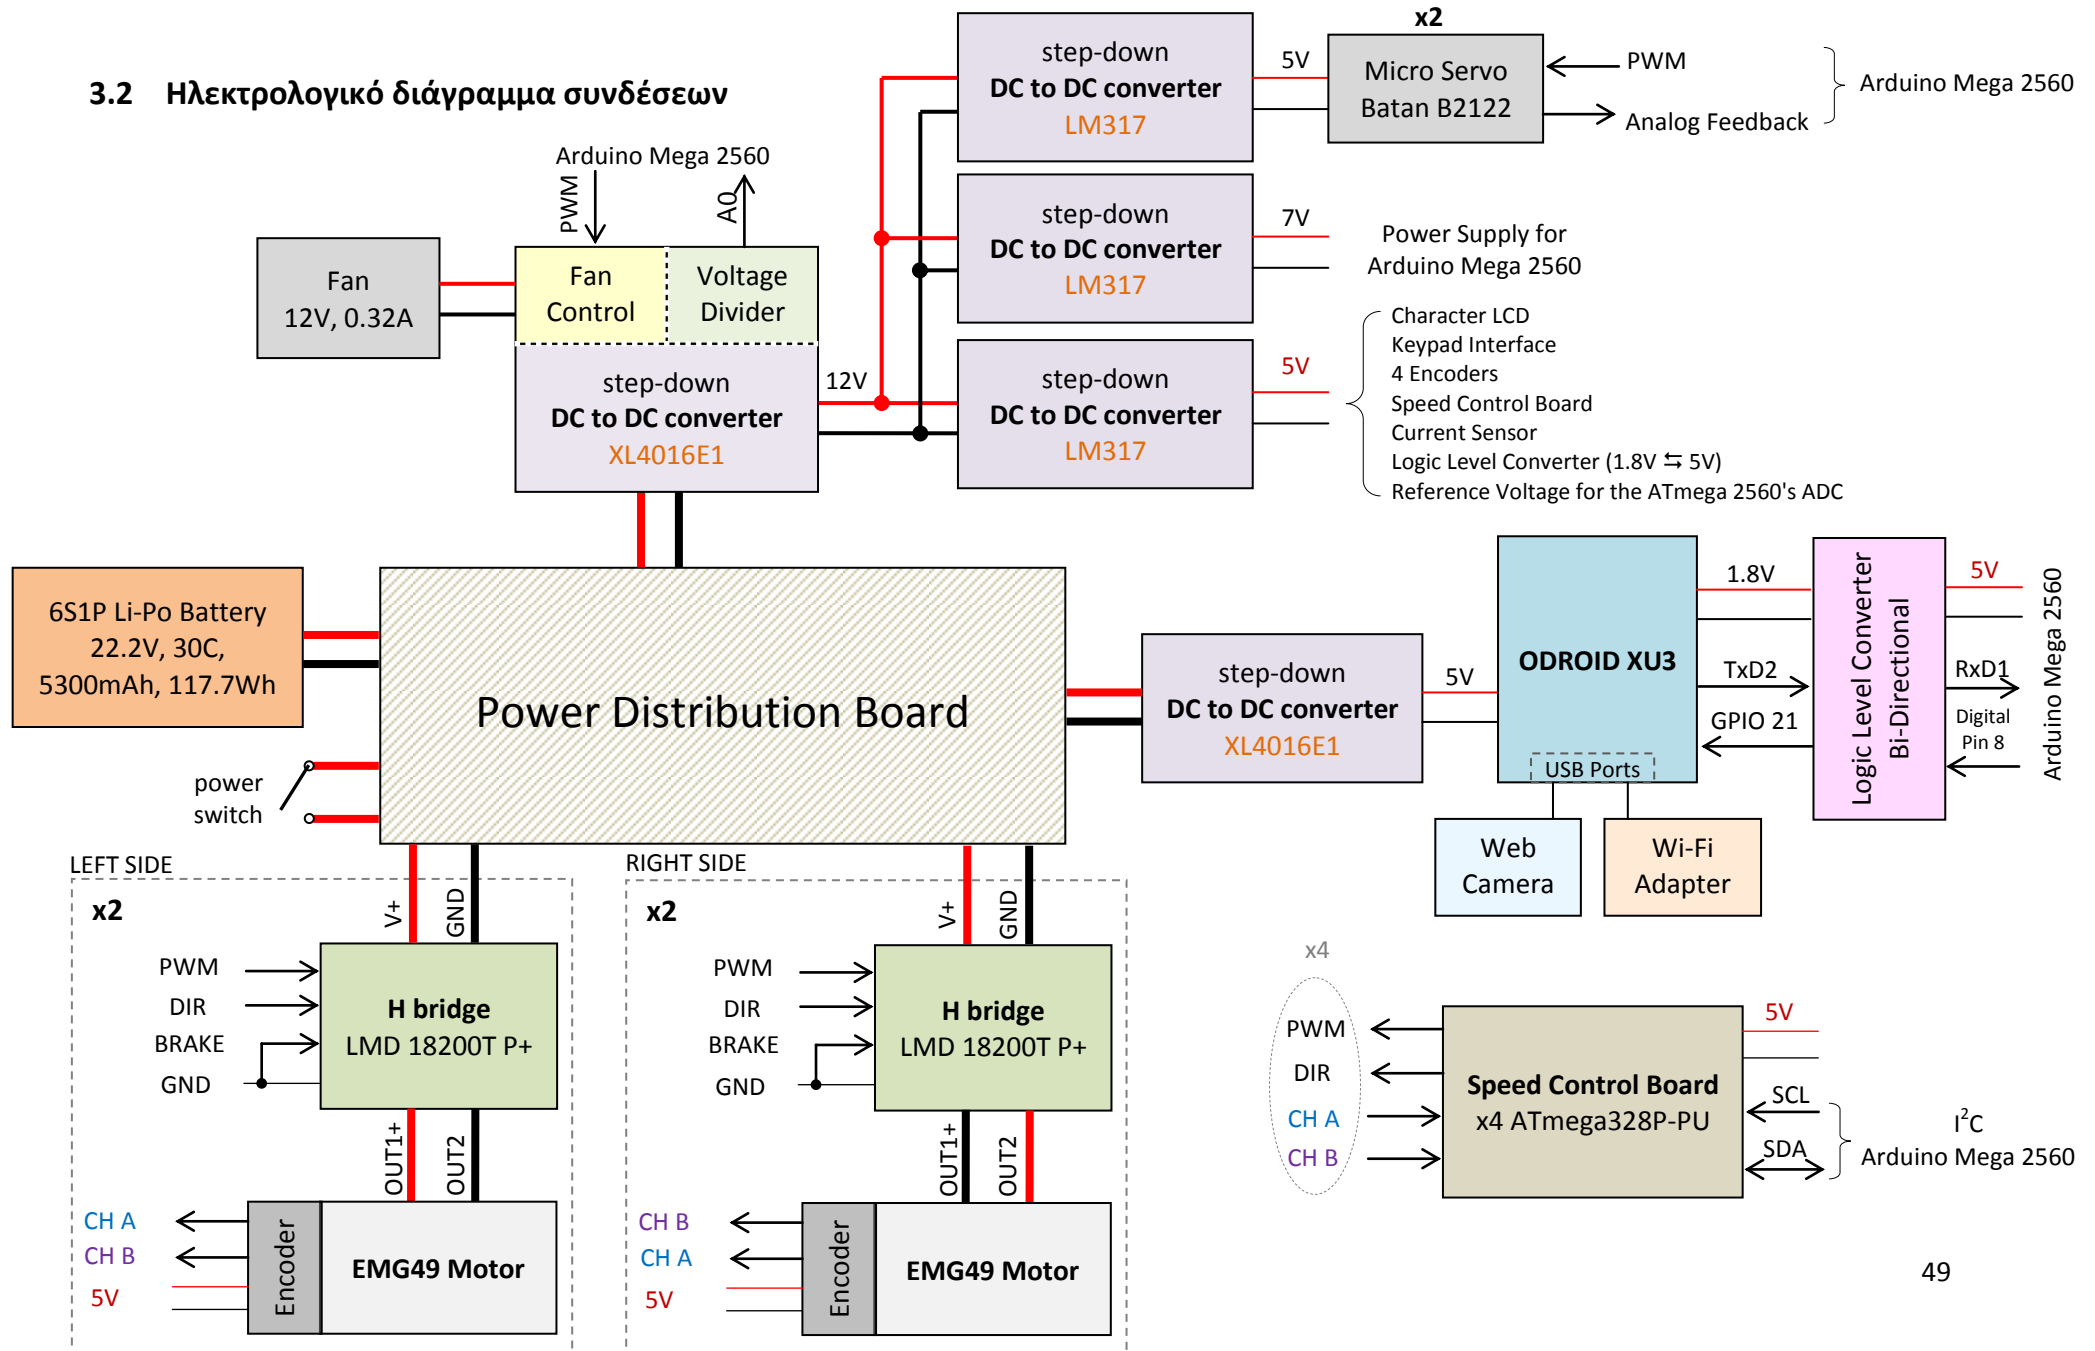 3.2 Ηλεκτρολογικό διάγραμμα συνδέσεων
x2
step-down
DC to DC converter
LM317
5V
Micro Servo
Batan B2122
PWM
Analog Feedback
Arduino Mega 2560
Arduino Mega 2560
PWM
A0
step-down
DC to DC converter
LM317
7V
Power Supply for
Arduino Mega 2560
Fan
12V, 0.32A
Fan
Control
Voltage
Divider
step-down
DC to DC converter
XL4016E1
12V
step-down
DC to DC converter
LM317
5V
Character LCD
Keypad Interface
4 Encoders
Speed Control Board
Current Sensor
Logic Level Converter (1.8V ⇆ 5V)
Reference Voltage for the ATmega 2560's ADC
6S1P Li-Po Battery
22.2V, 30C,
5300mAh, 117.7Wh
power
switch
Power Distribution Board
step-down
DC to DC converter
XL4016E1
5V
ODROID XU3
USB Ports
1.8V
TxD2
GPIO 21
Logic Level Converter
Bi-Directional
5V
RxD1
Digital
Pin 8
Arduino Mega 2560
Web
Camera
Wi-Fi
Adapter
LEFT SIDE
x2
V+
GND
PWM
DIR
BRAKE
GND
H bridge
LMD 18200T P+
OUT1+
OUT2
CH A
CH B
5V
Encoder
EMG49 Motor
RIGHT SIDE
x2
V+
GND
PWM
DIR
BRAKE
GND
H bridge
LMD 18200T P+
OUT1+
OUT2
CH B
CH A
5V
Encoder
EMG49 Motor
x4
PWM
DIR
CH A
CH B
Speed Control Board
x4 ATmega328P-PU
5V
SCL
SDA
I²C
Arduino Mega 2560
49